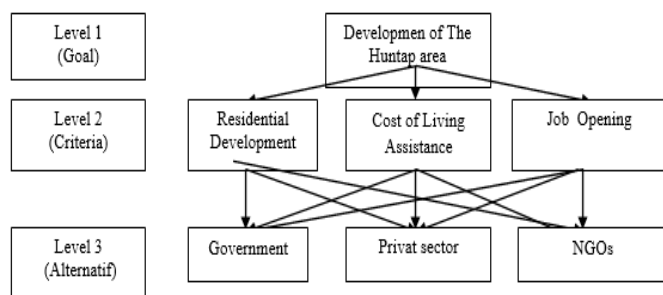 Level 1
(Goal)
Developmen of The
Huntap area
Level 2
(Criteria)
Residential
Development
Cost of Living
Assistance
Job Opening
Level 3
(Alternatif)
Government
Privat sector
NGOs